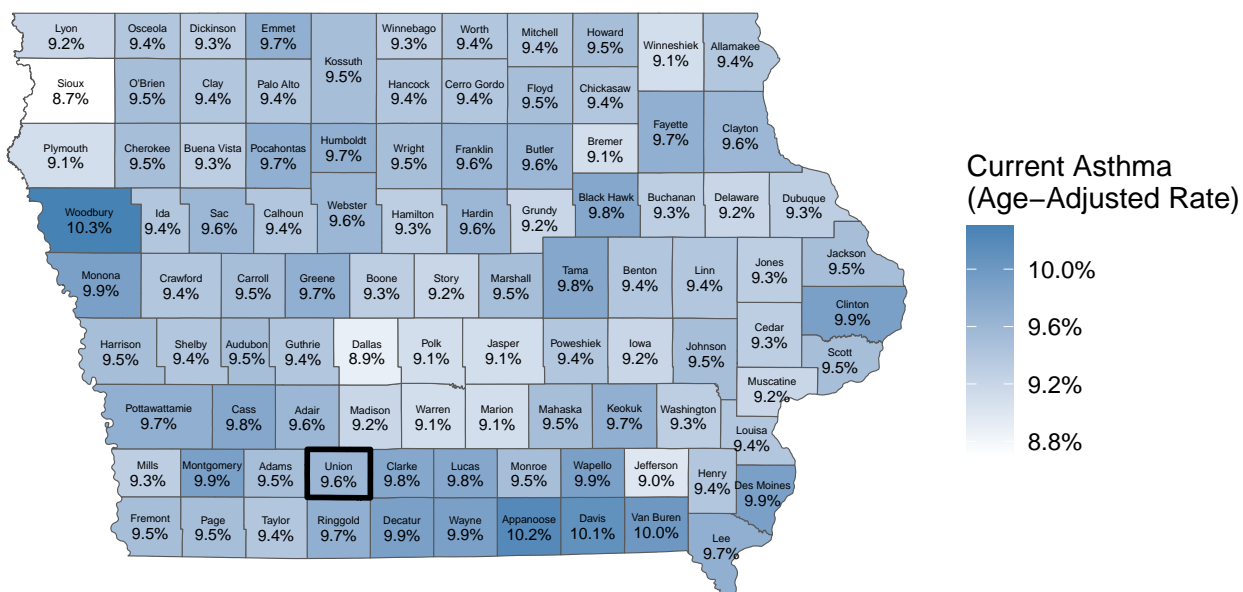 Lyon
9.2%
Osceola
9.4%
Dickinson
9.3%
Emmet
9.7%
Kossuth
9.5%
Winnebago
9.3%
Worth
9.4%
Mitchell
9.4%
Howard
9.5%
Winneshiek
9.1%
Allamakee
9.4%
Sioux
8.7%
O'Brien
9.5%
Clay
9.4%
Palo Alto
9.4%
Hancock
9.4%
Cerro Gordo
9.4%
Floyd
9.5%
Chickasaw
9.4%
Fayette
9.7%
Clayton
9.6%
Plymouth
9.1%
Cherokee
9.5%
Buena Vista
9.3%
Pocahontas
9.7%
Humboldt
9.7%
Wright
9.5%
Franklin
9.6%
Butler
9.6%
Bremer
9.1%
Woodbury
10.3%
Ida
9.4%
Sac
9.6%
Calhoun
9.4%
Webster
9.6%
Hamilton
9.3%
Hardin
9.6%
Grundy
9.2%
Black Hawk
9.8%
Buchanan
9.3%
Delaware
9.2%
Dubuque
9.3%
Monona
9.9%
Crawford
9.4%
Carroll
9.5%
Greene
9.7%
Boone
9.3%
Story
9.2%
Marshall
9.5%
Tama
9.8%
Benton
9.4%
Linn
9.4%
Jones
9.3%
Jackson
9.5%
Clinton
9.9%
Harrison
9.5%
Shelby
9.4%
Audubon
9.5%
Guthrie
9.4%
Dallas
8.9%
Polk
9.1%
Jasper
9.1%
Poweshiek
9.4%
Iowa
9.2%
Johnson
9.5%
Cedar
9.3%
Scott
9.5%
Muscatine
9.2%
Pottawattamie
9.7%
Cass
9.8%
Adair
9.6%
Madison
9.2%
Warren
9.1%
Marion
9.1%
Mahaska
9.5%
Keokuk
9.7%
Washington
9.3%
Louisa
9.4%
Mills
9.3%
Montgomery
9.9%
Adams
9.5%
Union
9.6%
Clarke
9.8%
Lucas
9.8%
Monroe
9.5%
Wapello
9.9%
Jefferson
9.0%
Henry
9.4%
Des Moines
9.9%
Fremont
9.5%
Page
9.5%
Taylor
9.4%
Ringgold
9.7%
Decatur
9.9%
Wayne
9.9%
Appanoose
10.2%
Davis
10.1%
Van Buren
10.0%
Lee
9.7%
Current Asthma
(Age−Adjusted Rate)
10.0%
9.6%
9.2%
8.8%